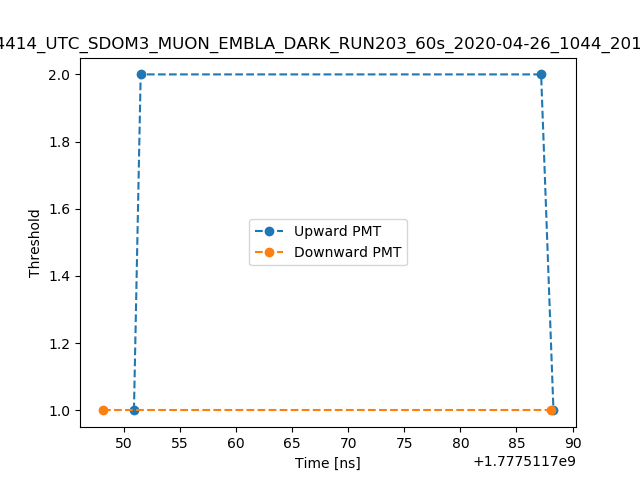 4414_UTC_SDOM3_MUON_EMBLA_DARK_RUN203_60s_2020-04-26_1044_201
2.0
1.8
1.6
1.4
1.2
1.0
Threshold
Upward PMT
Downward PMT
50 55 60 65 70 75 80 85 90
Time [ns]
+1.7775117e9